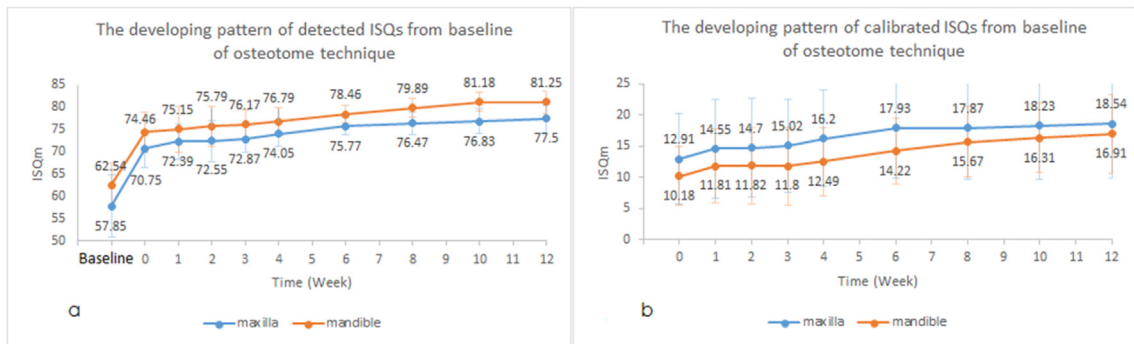 The developing pattern of detected ISQs from baseline
of osteotome technique
85
80
75
70
65
60
55
50
ISQm
62.54 74.46 75.15 75.79 76.17 76.79 78.46 79.89 81.18 81.25
57.85 70.75 72.39 72.55 72.87 74.05 75.77 76.47 76.83 77.5
Baseline 0 1 2 3 4 5 6 7 8 9 10 11 12
Time (Week)
a
maxilla mandible
The developing pattern of calibrated ISQs from baseline
of osteotome technique
25
20
15
10
5
0
ISQm
12.91 14.55 14.7 15.02 16.2 17.93 17.87 18.23 18.54
10.18 11.81 11.82 11.8 12.49 14.22 15.67 16.31 16.91
0 1 2 3 4 5 6 7 8 9 10 11 12
Time (Week)
b
maxilla mandible